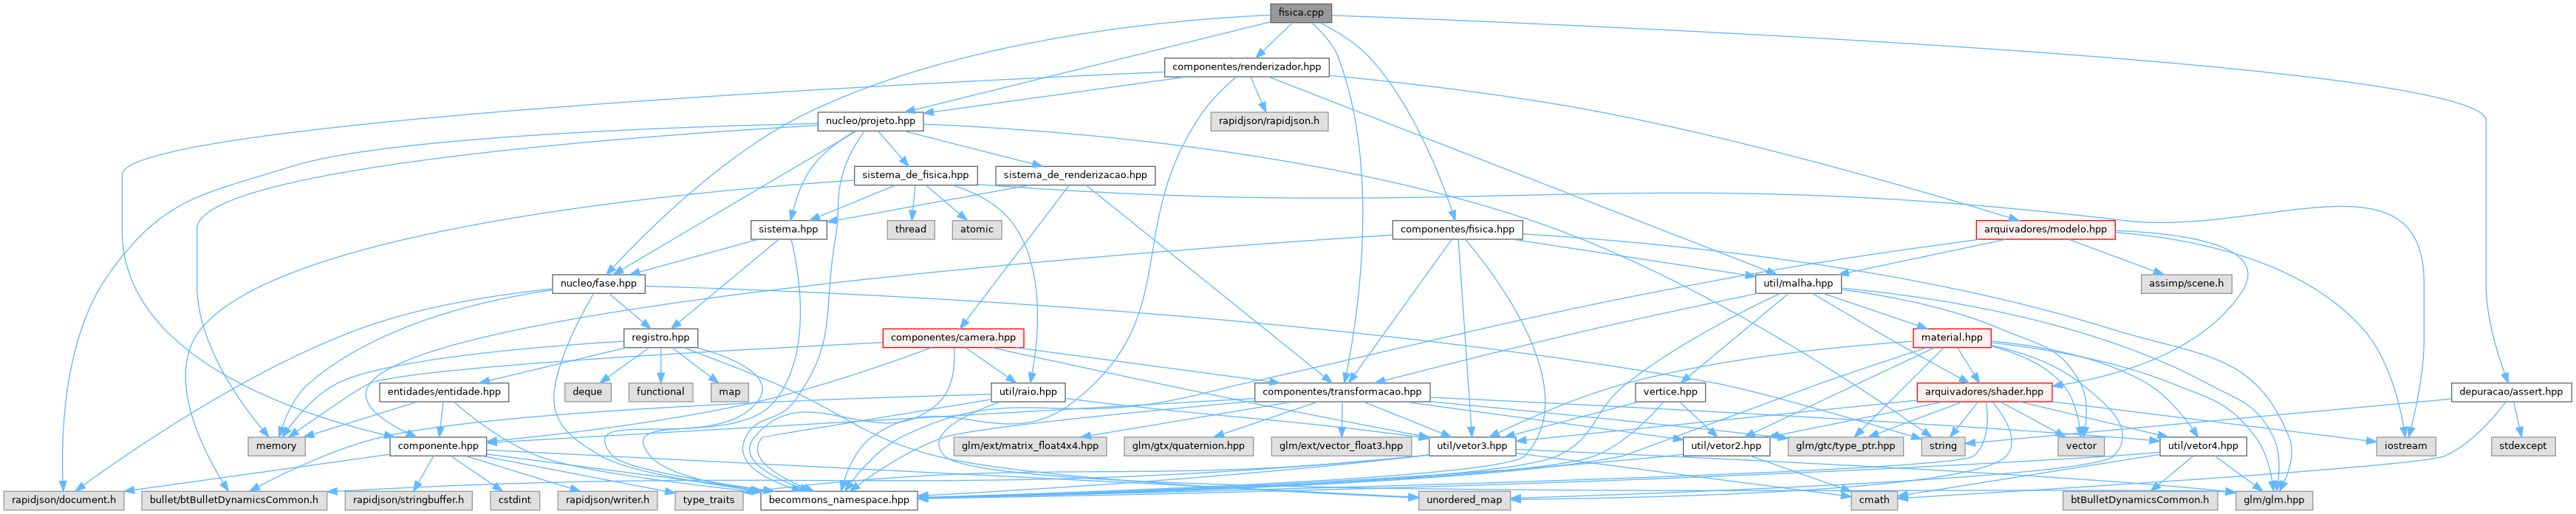 fisica.cpp
componentes/renderizador.hpp
nucleo/projeto.hpp
rapidjson/rapidjson.h
sistema_de_fisica.hpp
sistema_de_renderizacao.hpp
sistema.hpp
thread
atomic
componentes/fisica.hpp
arquivadores/modelo.hpp
nucleo/fase.hpp
util/malha.hpp
assimp/scene.h
registro.hpp
componentes/camera.hpp
material.hpp
entidades/entidade.hpp
deque
functional
map
util/raio.hpp
componentes/transformacao.hpp
vertice.hpp
arquivadores/shader.hpp
depuracao/assert.hpp
memory
componente.hpp
glm/ext/matrix_float4x4.hpp
glm/gtx/quaternion.hpp
glm/ext/vector_float3.hpp
util/vetor3.hpp
util/vetor2.hpp
glm/gtc/type_ptr.hpp
string
vector
util/vetor4.hpp
iostream
stdexcept
rapidjson/document.h
bullet/btBulletDynamicsCommon.h
rapidjson/stringbuffer.h
cstdint
rapidjson/writer.h
type_traits
becommons_namespace.hpp
unordered_map
cmath
btBulletDynamicsCommon.h
glm/glm.hpp